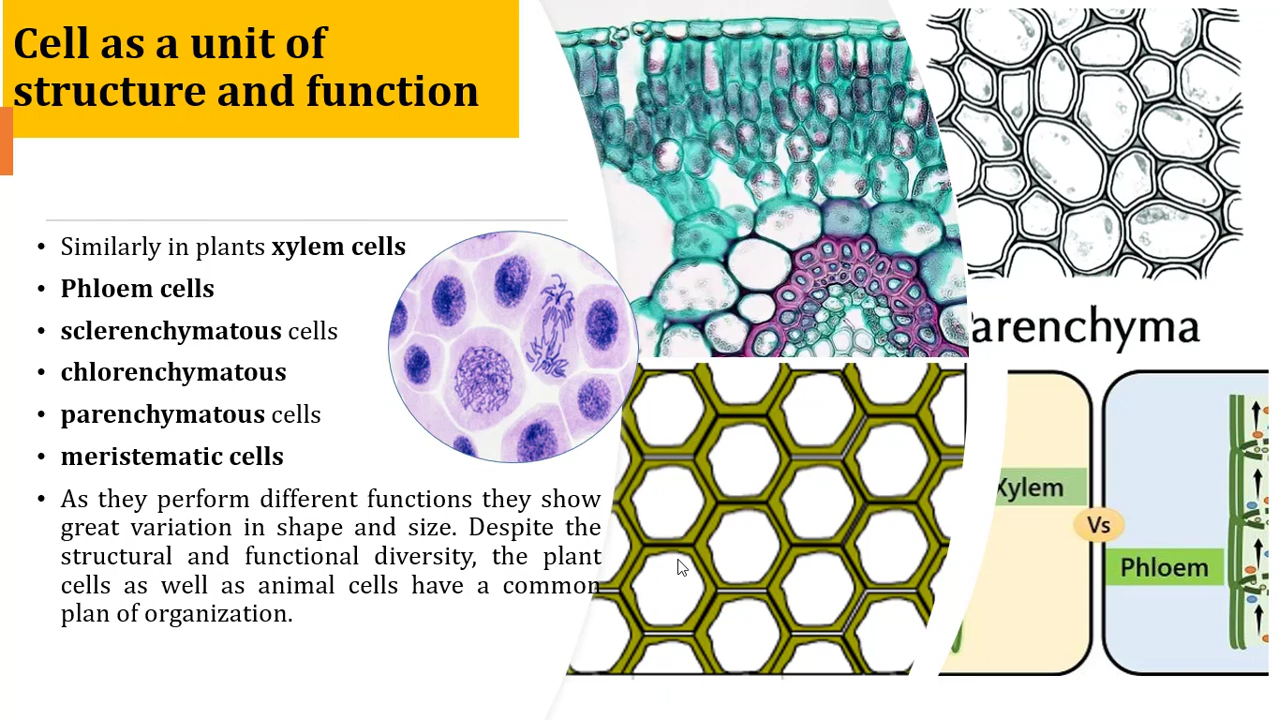 Cell as a unit of
structure and function
• Similarly in plants xylem cells
• Phloem cells
• sclerenchymatous cells
• chlorenchymatous
• parenchymatous cells
• meristematic cells
• As they perform different functions they show
great variation in shape and size. Despite the
structural and functional diversity, the plant
cells as well as animal cells have a common
plan of organization.
arenchyma
Xylem
Vs
Phloem